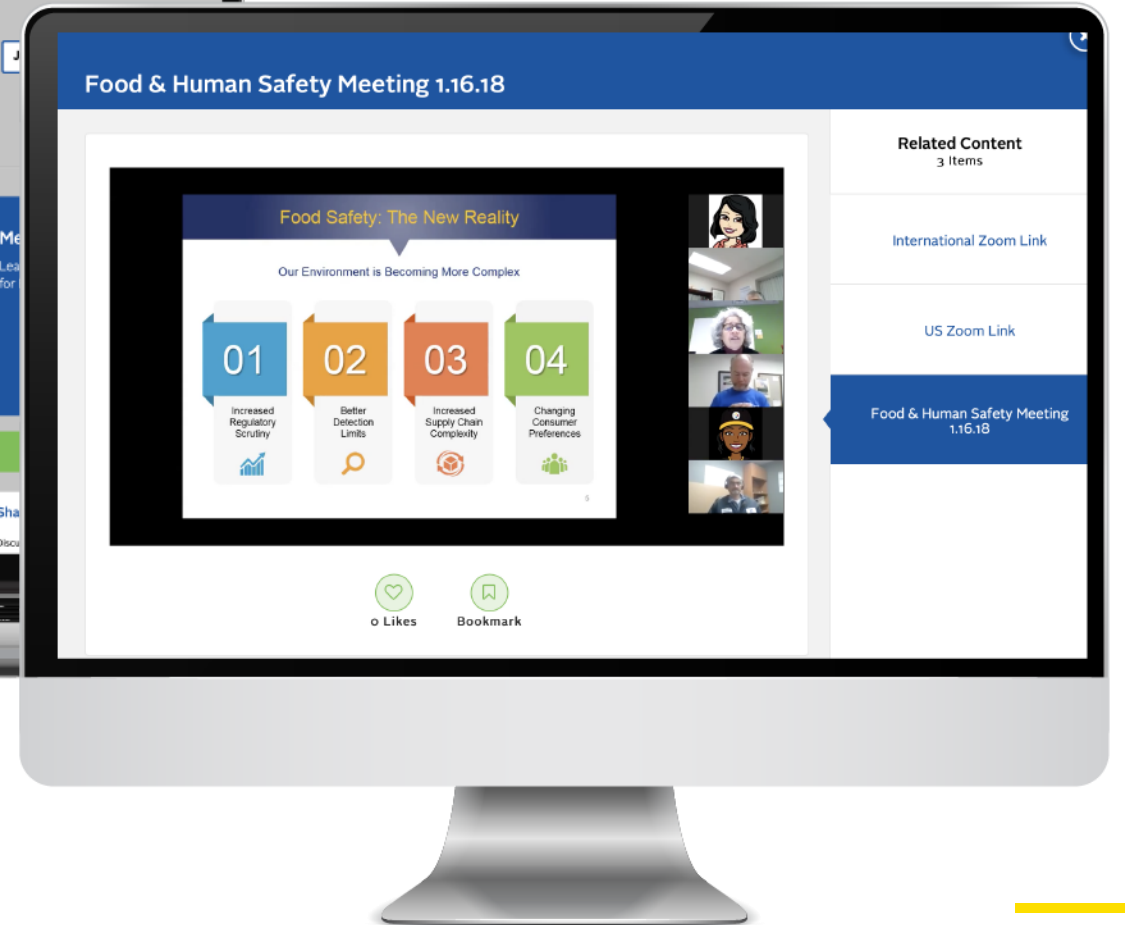 Food & Human Safety Meeting 1.16.18
Food Safety: The New Reality
Our Environment is Becoming More Complex
01
Increased
Regulatory
Scrutiny
02
Better
Detection
Limits
03
Increased
Supply Chain
Complexity
04
Changing
Consumer
Preferences
0 Likes
Bookmark
Related Content
3 Items
International Zoom Link
US Zoom Link
Food & Human Safety Meeting
1.16.18
for